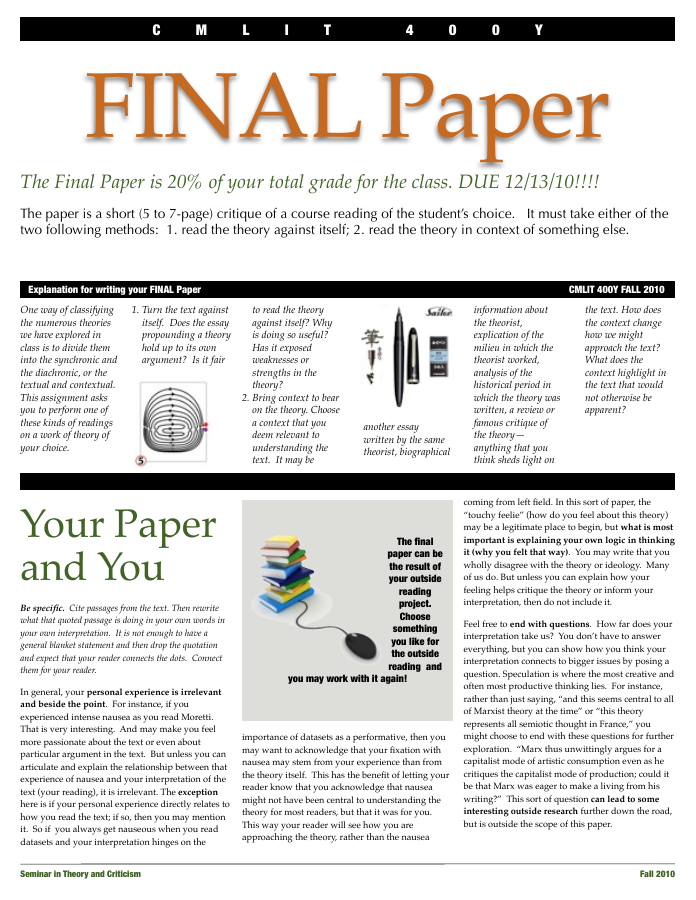 CMLIT 400Y
FINAL Paper
The Final Paper is 20% of your total grade for the class. DUE 12/13/10!!!!
The paper is a short (5 to 7-page) critique of a course reading of the student's choice. It must take either of the
two following methods: 1. read the theory against itself; 2. read the theory in context of something else.
Explanation for writing your FINAL Paper
CMLIT 400Y FALL 2010
One way of classifying
the numerous theories
we have explored in
class is to divide them
into the synchronic and
the diachronic, or the
textual and contextual.
This assignment asks
you to perform one of
these kinds of readings
on a work of theory of
your choice.
1. Turn the text against
itself. Does the essay
propounding a theory
hold up to its own
argument? Is it fair
5
to read the theory
against itself? Why
is doing so useful?
Has it exposed
weaknesses or
strengths in the
theory?
2. Bring context to bear
on the theory. Choose
a context that you
deem relevant to
understanding the
text. It may be
筆
Sailor
another essay
written by the same
theorist, biographical
information about
the theorist,
explication of the
milieu in which the
theorist worked,
analysis of the
historical period in
which the theory was
written, a review or
famous critique of
the theory—
anything that you
think sheds light on
the text. How does
the context change
how we might
approach the text?
What does the
context highlight in
the text that would
not otherwise be
apparent?
Your Paper
and You
Be specific. Cite passages from the text. Then rewrite
what that quoted passage is doing in your own words in
your own interpretation. It is not enough to have a
general blanket statement and then drop the quotation
and expect that your reader connects the dots. Connect
them for your reader.
In general, your personal experience is irrelevant
and beside the point. For instance, if you
experienced intense nausea as you read Moretti.
That is very interesting. And may make you feel
more passionate about the text or even about
particular argument in the text. But unless you can
articulate and explain the relationship between that
experience of nausea and your interpretation of the
text (your reading), it is irrelevant. The exception
here is if your personal experience directly relates to
how you read the text; if so, then you may mention
it. So if you always get nauseous when you read
datasets and your interpretation hinges on the
The final
paper can be
the result of
your outside
reading
project.
Choose
something
you like for
the outside
reading and
you may work with it again!
importance of datasets as a performative, then you
may want to acknowledge that your fixation with
nausea may stem from your experience than from
the theory itself. This has the benefit of letting your
reader know that you acknowledge that nausea
might not have been central to understanding the
theory for most readers, but that it was for you.
This way your reader will see how you are
approaching the theory, rather than the nausea
coming from left field. In this sort of paper, the
"touchy feelie" (how do you feel about this theory)
may be a legitimate place to begin, but what is most
important is explaining your own logic in thinking
it (why you felt that way). You may write that you
wholly disagree with the theory or ideology. Many
of us do. But unless you can explain how your
feeling helps critique the theory or inform your
interpretation, then do not include it.
Feel free to end with questions. How far does your
interpretation take us? You don't have to answer
everything, but you can show how you think your
interpretation connects to bigger issues by posing a
question. Speculation is where the most creative and
often most productive thinking lies. For instance,
rather than just saying, "and this seems central to all
of Marxist theory at the time" or "this theory
represents all semiotic thought in France," you
might choose to end with these questions for further
exploration. "Marx thus unwittingly argues for a
capitalist mode of artistic consumption even as he
critiques the capitalist mode of production; could it
be that Marx was eager to make a living from his
writing?" This sort of question can lead to some
interesting outside research further down the road,
but is outside the scope of this paper.
Seminar in Theory and Criticism
Fall 2010